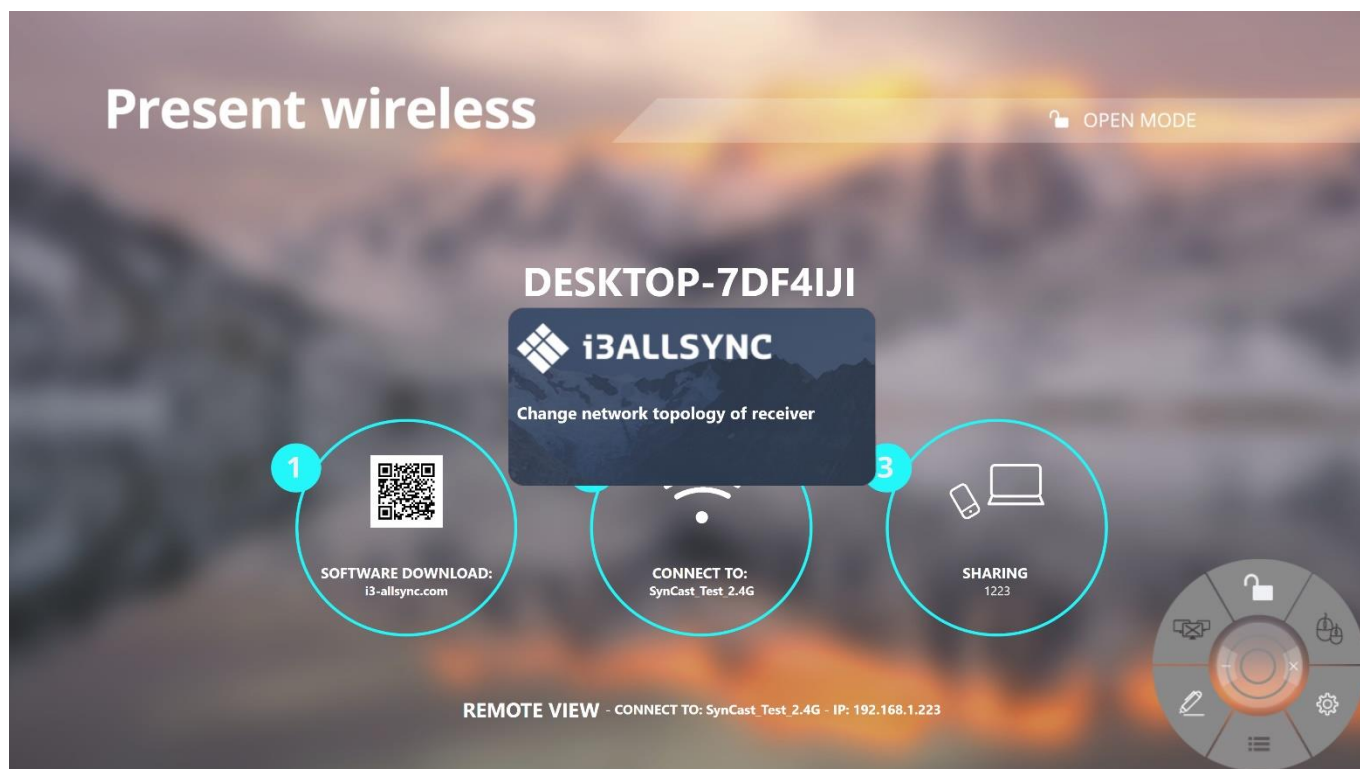 Present wireless
OPEN MODE
DESKTOP-7DF4IJI
i3ALLSYNC
Change network topology of receiver
1
3
SOFTWARE DOWNLOAD:
i3-allsync.com
CONNECT TO:
SynCast_Test_2.4G
SHARING
1223
REMOTE VIEW - CONNECT TO: SynCast_Test_2.4G - IP: 192.168.1.223